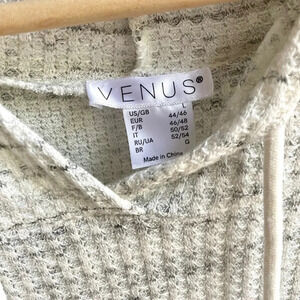 VENUS®
L
US/GB 44/46
EUR 46/48
F/B 50/52
IT 52/54
RU/UA G
BR
Made in China